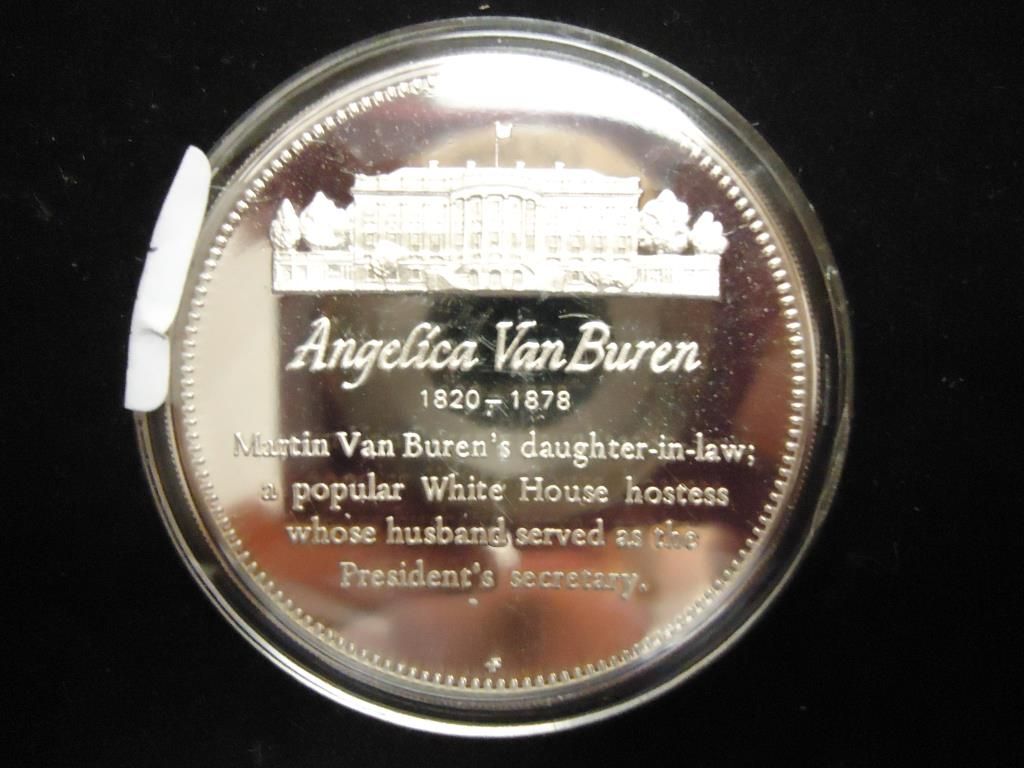 Angelica Van Buren
1820 – 1878
Martin Van Buren's daughter-in-law;
a popular White House hostess
whose husband served as the
President's secretary.